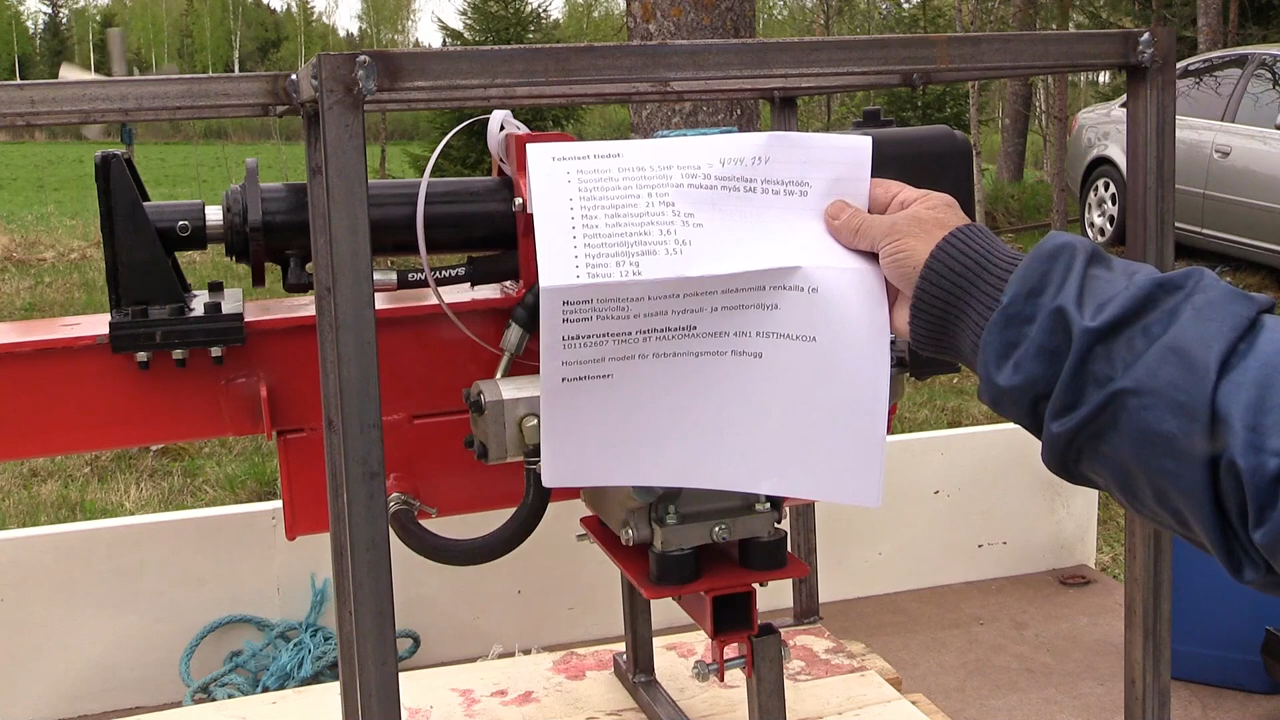 Tekniset tiedot:
Moottori: DH196 5,5HP bensa = 4044,75V
Suositeltu moottoriöljy: 10W-30 suositellaan yleiskäyttöön,
käyttöpaikan lämpötilaan mukaan myös SAE 30 tai 5W-30
Halkaisuvoima: 8 ton
Hydraulipaine: 21 Mpa
Max. halkaisupituus: 52 cm
Max. halkaisupaksuus: 35 cm
Polttoainetankki: 3,6 l
Moottoriöljytilavuus: 0,6 l
Hydrauliöljysäiliö: 3,5 l
Paino: 87 kg
Takuu: 12 kk
Huom! toimitetaan kuvasta poiketen sileämmillä renkailla (ei
traktorikuviolla).
Huom! Pakkaus ei sisällä hydrauli- ja moottoriöljyjä.
Lisävarusteena ristihalkaisija
101162607 TIMCO 8T HALKOMAKONEEN 4IN1 RISTIHALKOJA
Horisontell modell för förbränningsmotor flishugg
Funktioner:
SANYANG